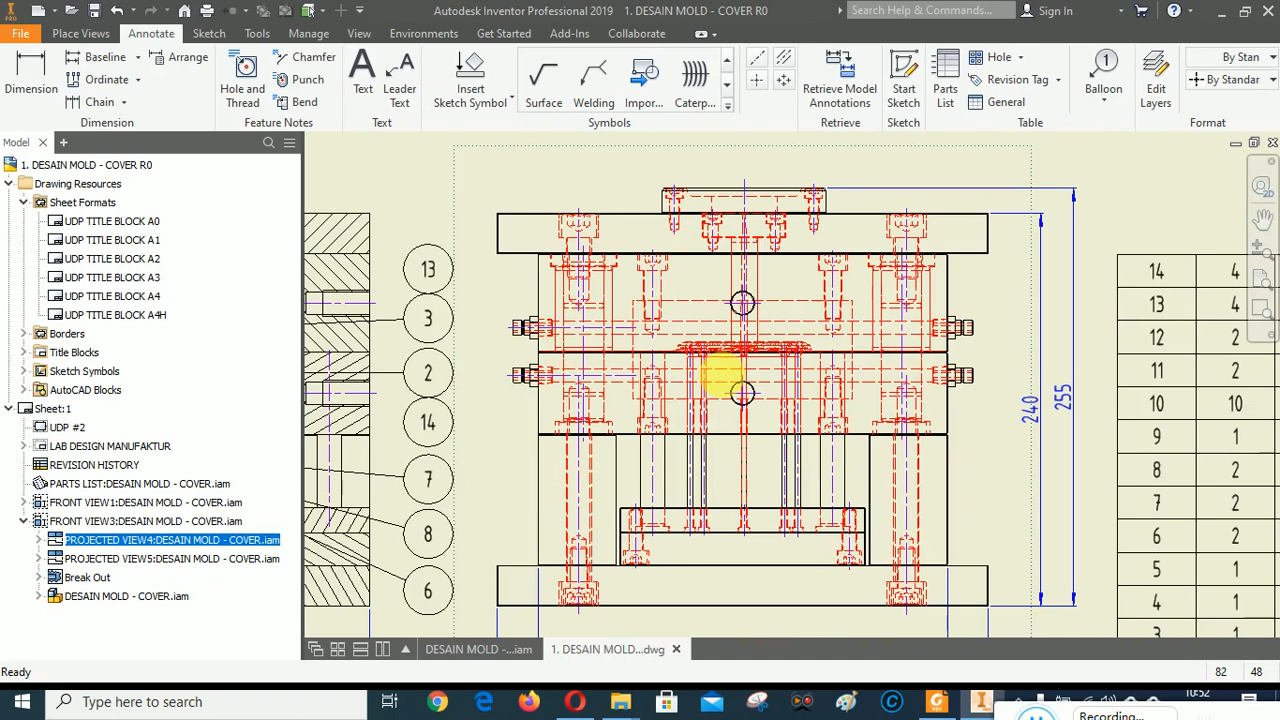 PRO
Autodesk Inventor Professional 2019   1. DESAIN MOLD - COVER R0
Search Help & Commands...
Sign In
File
Place Views
Annotate
Sketch
Tools
Manage
View
Environments
Get Started
Add-Ins
Collaborate
Dimension
Baseline
Ordinate
Chain
Arrange
Dimension
Hole and
Thread
Chamfer
Punch
Bend
Feature Notes
Text
Leader
Text
Text
Insert
Sketch Symbol
Surface
Welding
Impor...
Caterp...
Symbols
Retrieve Model
Annotations
Retrieve
Start
Sketch
Sketch
Parts
List
Hole
Revision Tag
General
Table
1
Balloon
Edit
Layers
By Stan
By Standar
Format
Model
1. DESAIN MOLD - COVER R0
Drawing Resources
Sheet Formats
UDP TITLE BLOCK A0
UDP TITLE BLOCK A1
UDP TITLE BLOCK A2
UDP TITLE BLOCK A3
UDP TITLE BLOCK A4
UDP TITLE BLOCK A4H
Borders
Title Blocks
Sketch Symbols
AutoCAD Blocks
Sheet:1
UDP #2
LAB DESIGN MANUFAKTUR
REVISION HISTORY
PARTS LIST:DESAIN MOLD - COVER.iam
FRONT VIEW1:DESAIN MOLD - COVER.iam
FRONT VIEW3:DESAIN MOLD - COVER.iam
PROJECTED VIEW4:DESAIN MOLD - COVER.iam
PROJECTED VIEW5:DESAIN MOLD - COVER.iam
Break Out
DESAIN MOLD - COVER.iam
13
3
2
14
7
8
6
240
255
14 4
13 4
12 2
11 2
10 10
9 1
8 2
7 2
6 2
5 1
4 1
3 1
DESAIN MOLD -...iam
1. DESAIN MOLD...dwg
Ready
82
48
Type here to search
10:52
Recording...